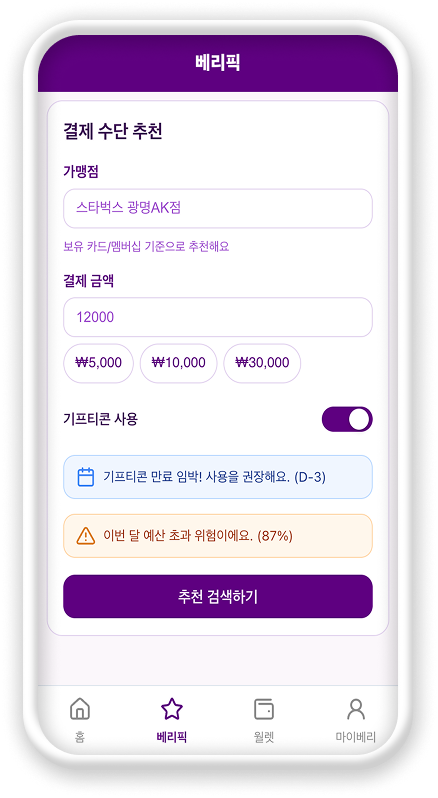 베리픽
결제 수단 추천
가맹점
스타벅스 광명AK점
보유 카드/멤버십 기준으로 추천해요
결제 금액
12000
₩5,000 ₩10,000 ₩30,000
기프티콘 사용
기프티콘 만료 임박! 사용을 권장해요. (D-3)
이번 달 예산 초과 위험이에요. (87%)
추천 검색하기
홈 베리픽 월렛 마이베리